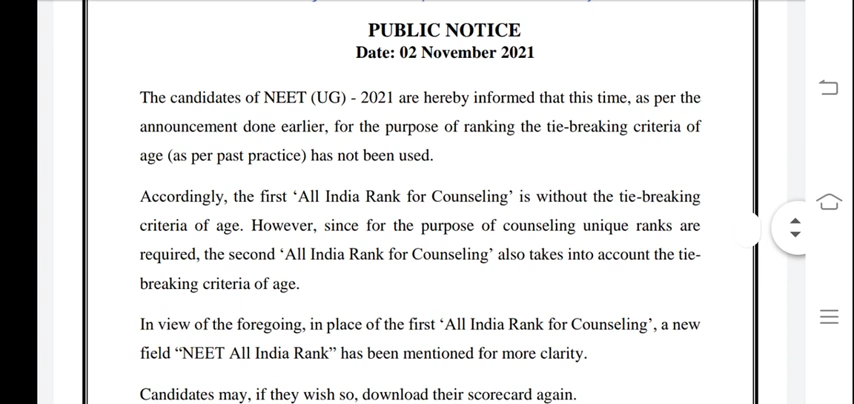 PUBLIC NOTICE
Date: 02 November 2021
The candidates of NEET (UG) - 2021 are hereby informed that this time, as per the
announcement done earlier, for the purpose of ranking the tie-breaking criteria of
age (as per past practice) has not been used.
Accordingly, the first ‘All India Rank for Counseling’ is without the tie-breaking
criteria of age. However, since for the purpose of counseling unique ranks are
required, the second ‘All India Rank for Counseling’ also takes into account the tie-
breaking criteria of age.
In view of the foregoing, in place of the first ‘All India Rank for Counseling’, a new
field “NEET All India Rank” has been mentioned for more clarity.
Candidates may, if they wish so, download their scorecard again.